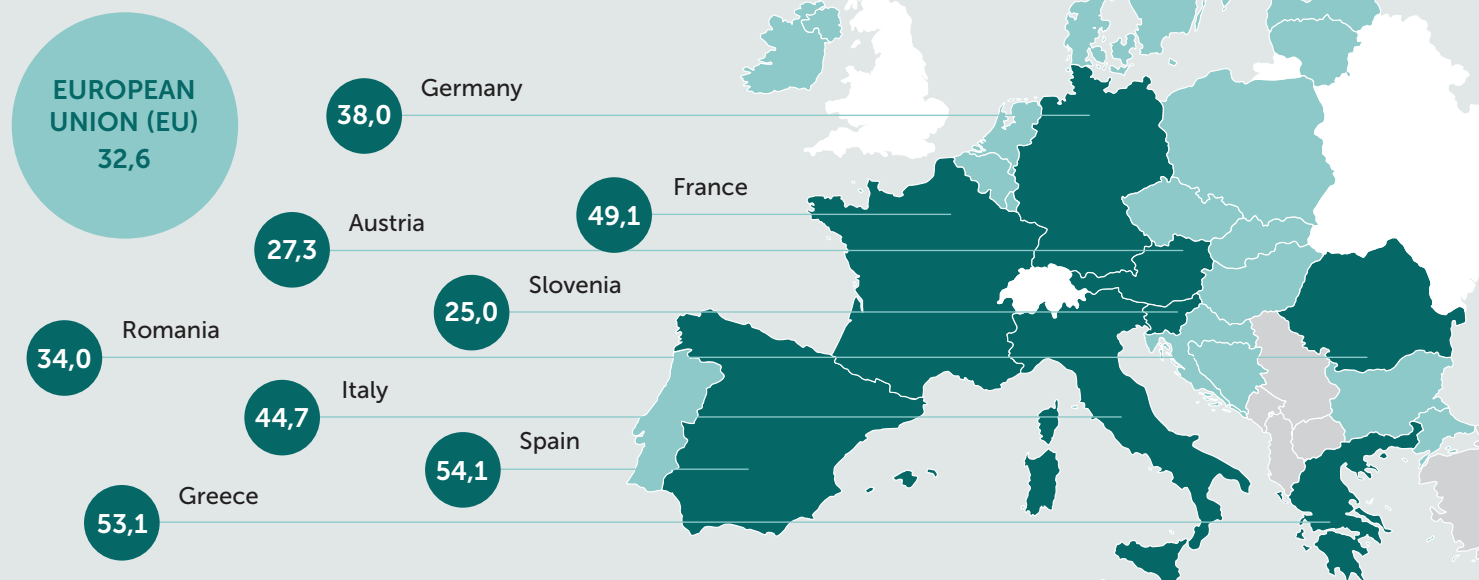 EUROPEAN
UNION (EU)
32,6
Germany
38,0
France
49,1
Austria
27,3
Slovenia
25,0
Romania
34,0
Italy
44,7
Spain
54,1
Greece
53,1